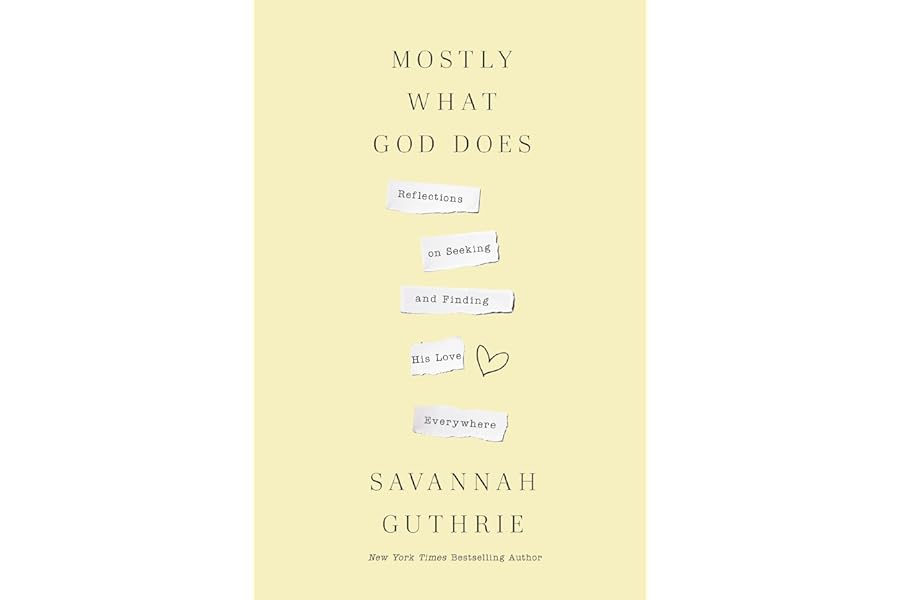 MOSTLY
WHAT
GOD DOES
Reflections
on Seeking
and Finding
His Love
Everywhere
SAVANNAH
GUTHRIE
New York Times Bestselling Author